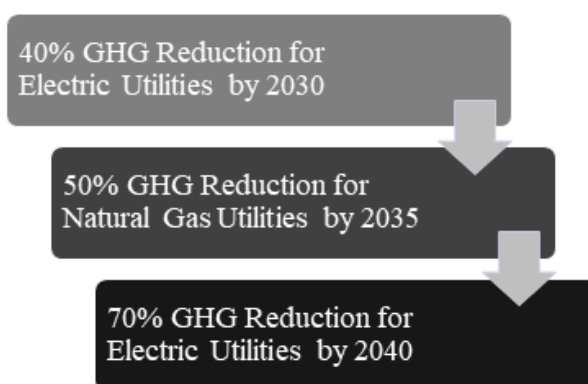 40% GHG Reduction for
Electric Utilities by 2030
50% GHG Reduction for
Natural Gas Utilities by 2035
70% GHG Reduction for
Electric Utilities by 2040